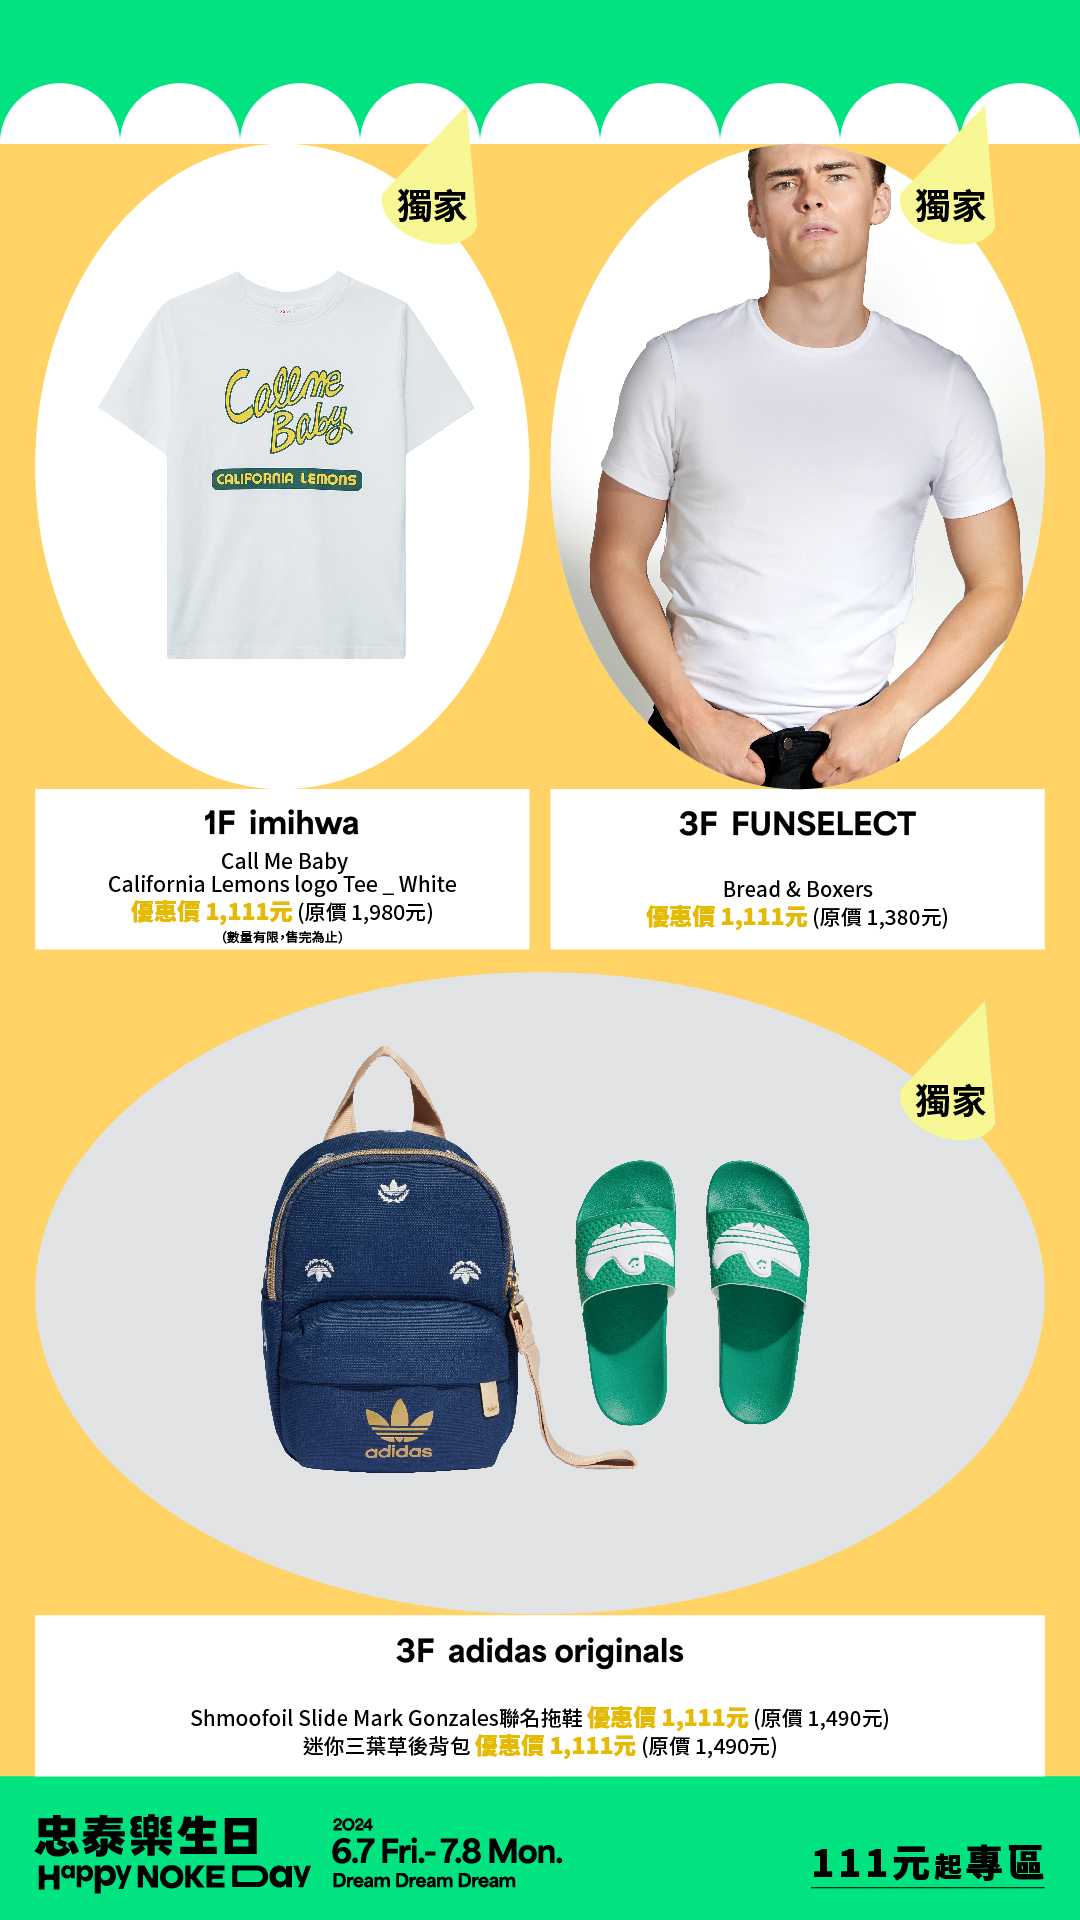 獨家
獨家
Call me
Baby
CALIFORNIA LEMONS
1F imihwa
Call Me Baby
California Lemons logo Tee _ White
優惠價 1,111元 (原價 1,980元)
(數量有限，售完為止)
3F FUNSELECT
Bread & Boxers
優惠價 1,111元 (原價 1,380元)
獨家
adidas
3F adidas originals
Shmoofoil Slide Mark Gonzales聯名拖鞋 優惠價 1,111元 (原價 1,490元)
迷你三葉草後背包 優惠價 1,111元 (原價 1,490元)
忠泰樂生日
Happy NOKE Day
2024
6.7 Fri.- 7.8 Mon.
Dream Dream Dream
111元起專區